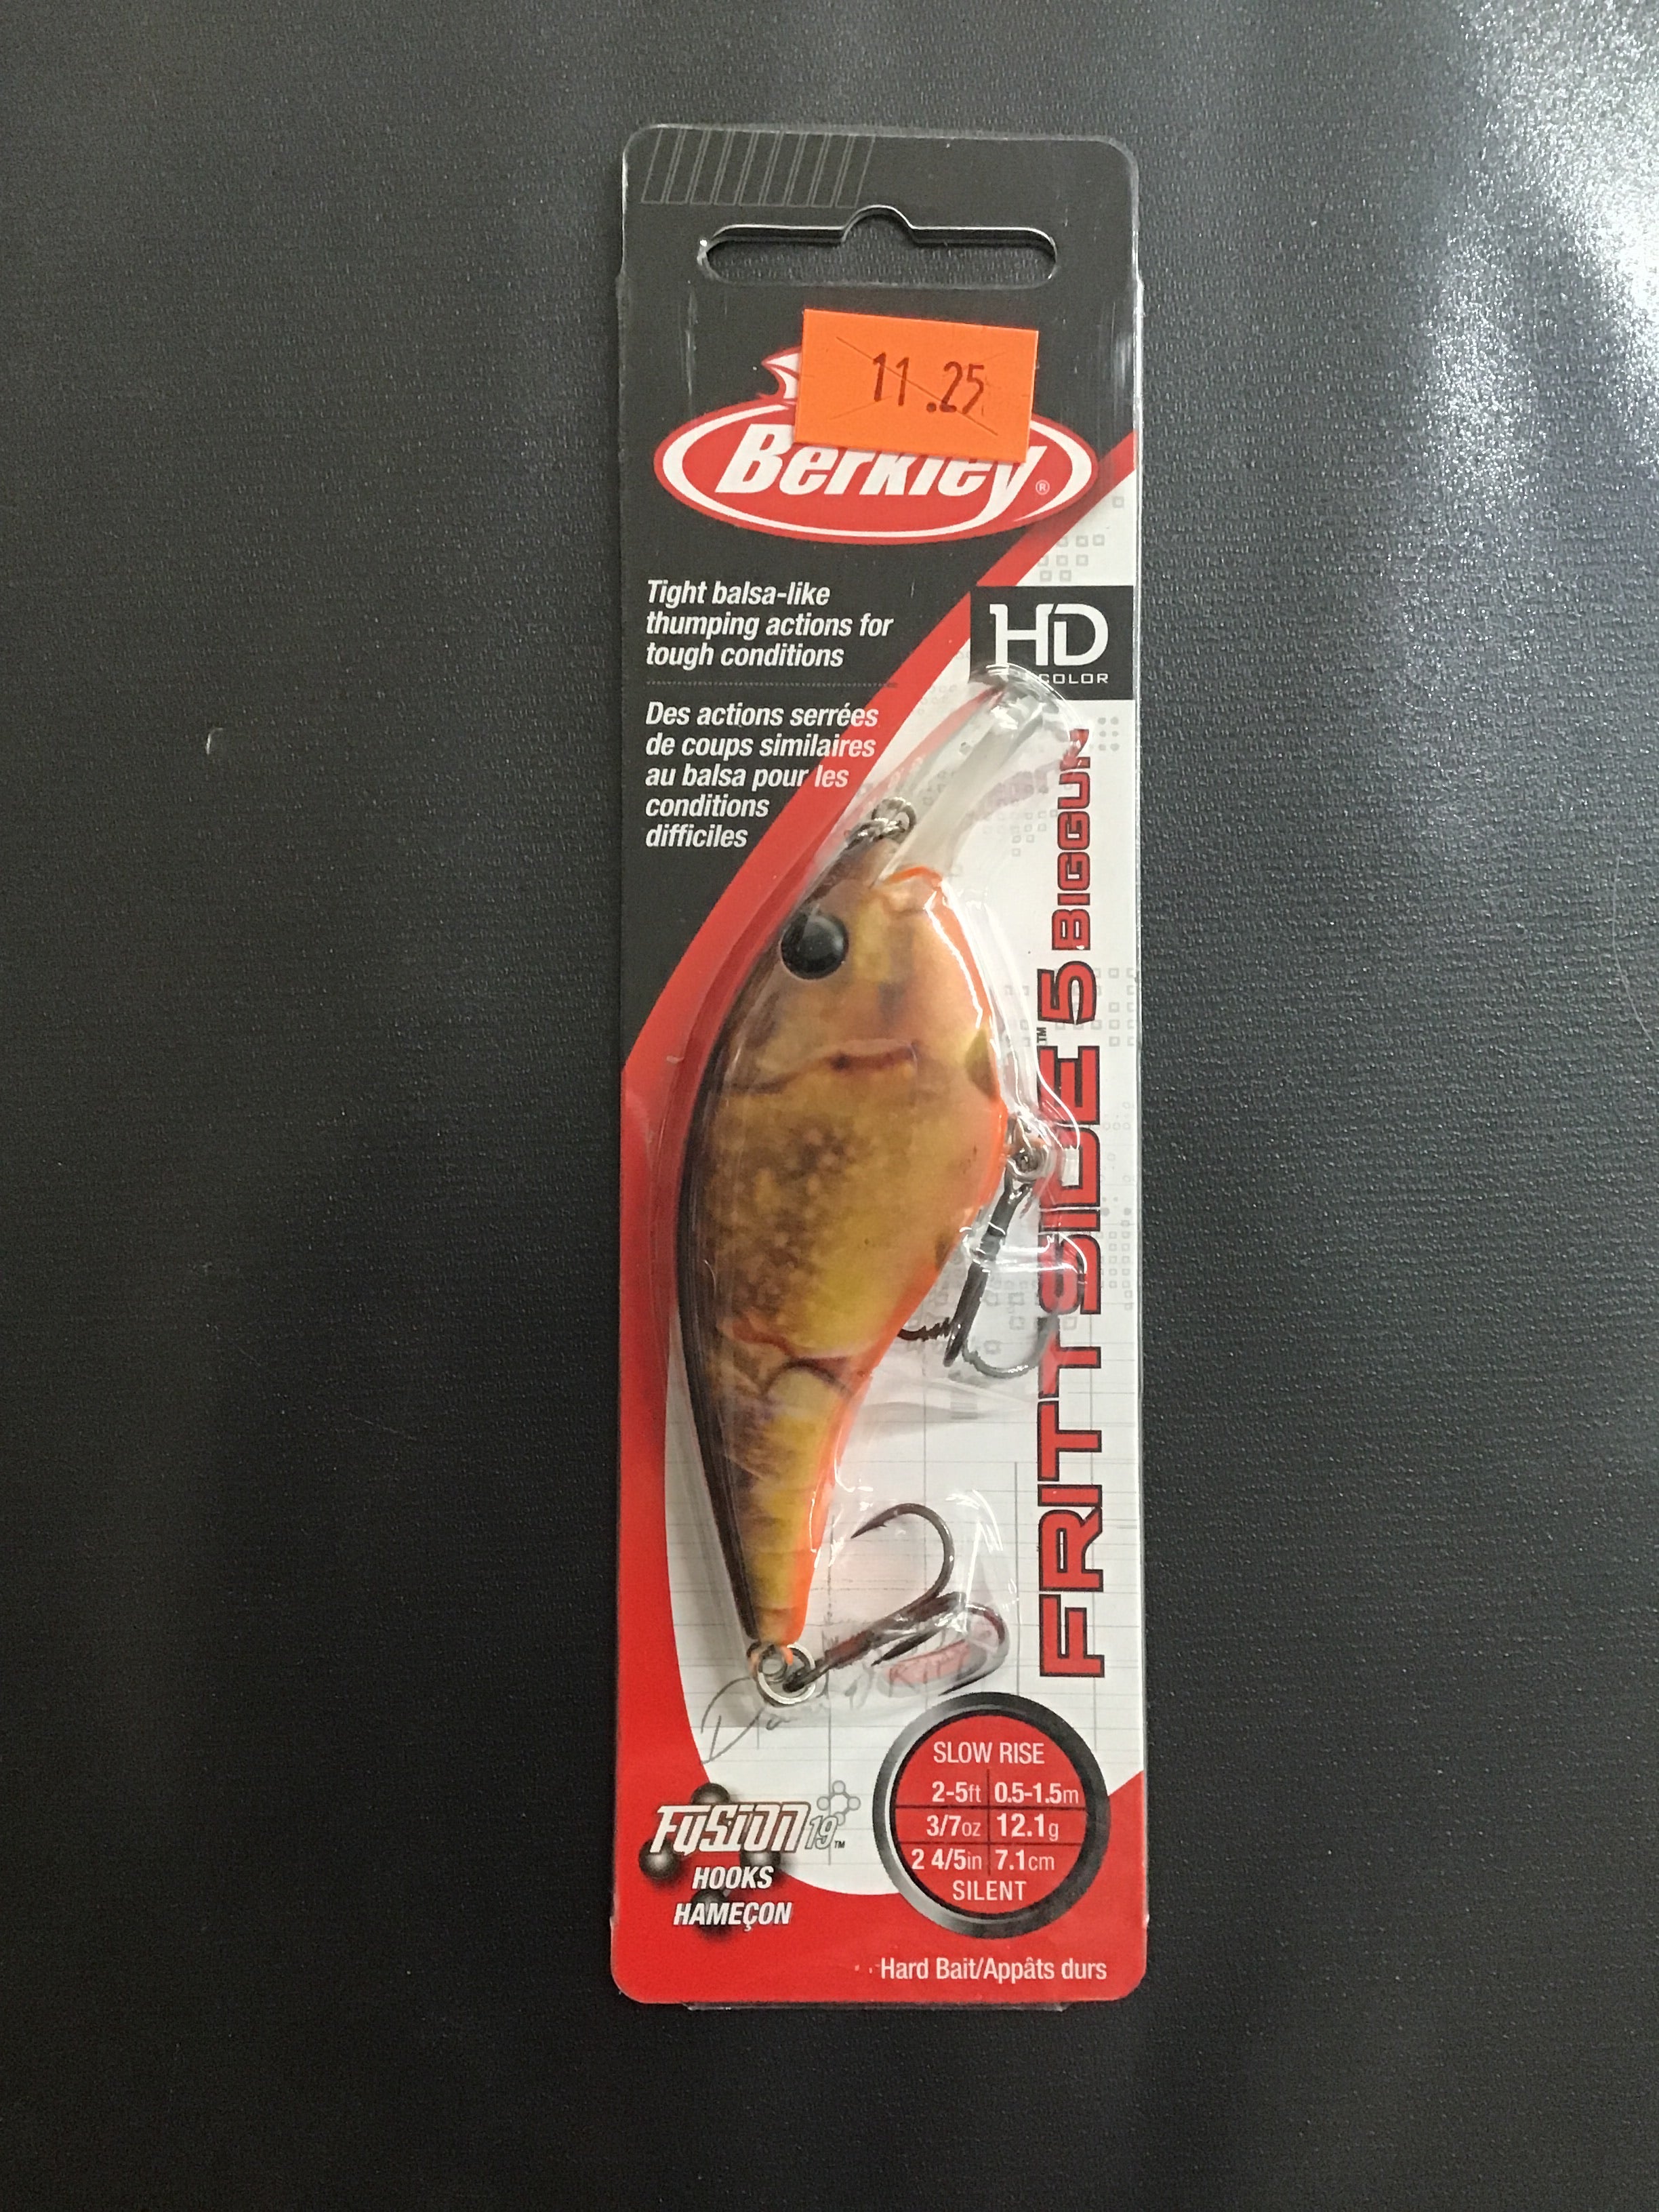 11.25
Berkley®
Tight balsa-like
thumping actions for
tough conditions
HD
COLOR
Des actions serrées
de coups similaires
au balsa pour les
conditions
difficiles
FRITTSIDE™ 5 BIGGUN
SLOW RISE
2-5ft 0.5-1.5m
3/7oz 12.1g
2 4/5in 7.1cm
SILENT
Fusion19™
HOOKS
HAMEÇON
Hard Bait/Appâts durs